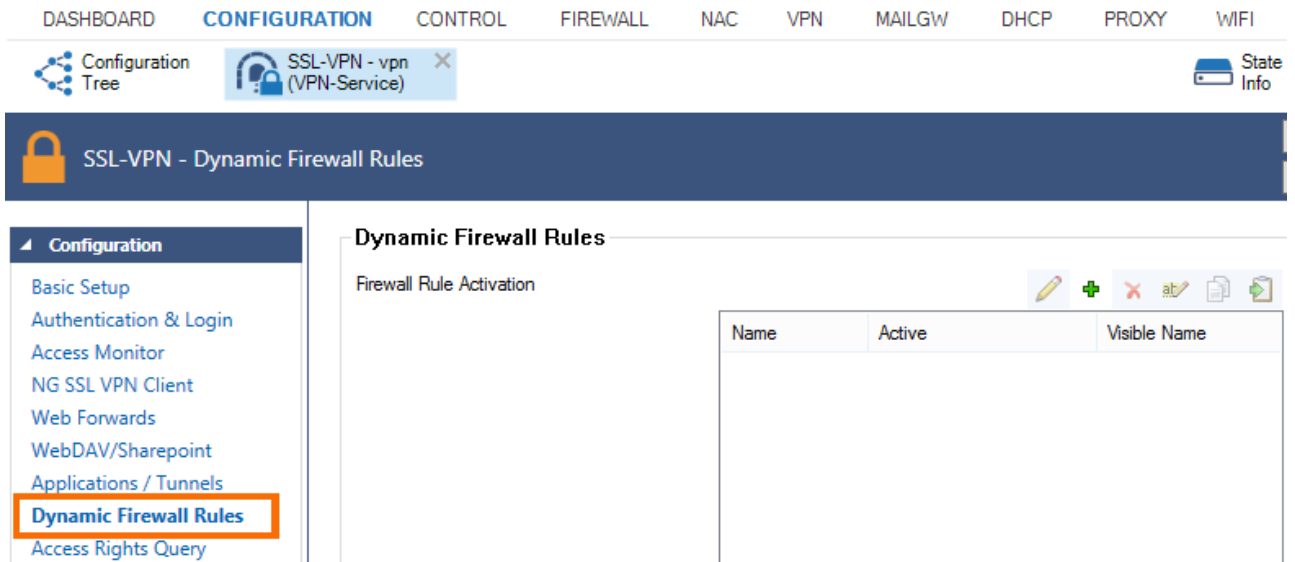 DASHBOARD CONFIGURATION CONTROL FIREWALL NAC VPN MAILGW DHCP PROXY WIFI
Configuration Tree
SSL-VPN - vpn
(VPN-Service)
State Info
SSL-VPN - Dynamic Firewall Rules
Configuration
Basic Setup
Authentication & Login
Access Monitor
NG SSL VPN Client
Web Forwards
WebDAV/Sharepoint
Applications / Tunnels
Dynamic Firewall Rules
Access Rights Query
Dynamic Firewall Rules
Firewall Rule Activation
ab
Name Active Visible Name